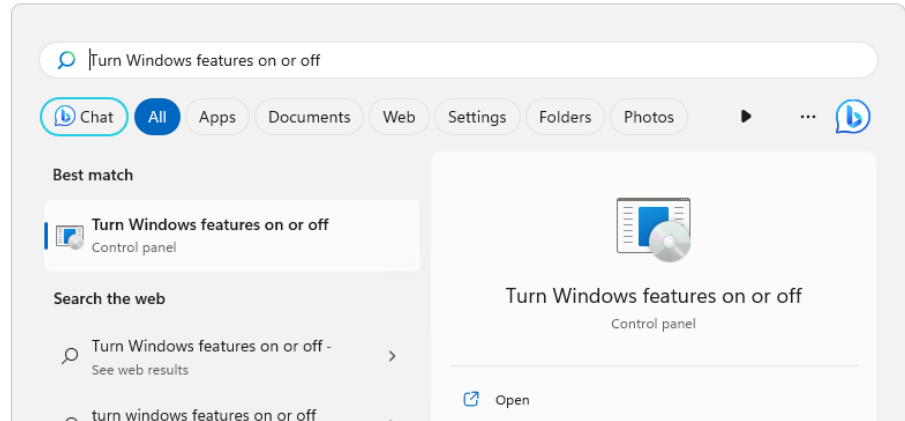 Turn Windows features on or off
Chat
All
Apps
Documents
Web
Settings
Folders
Photos
Best match
Turn Windows features on or off
Control panel
Search the web
Turn Windows features on or off -
See web results
turn windows features on or off
Turn Windows features on or off
Control panel
Open